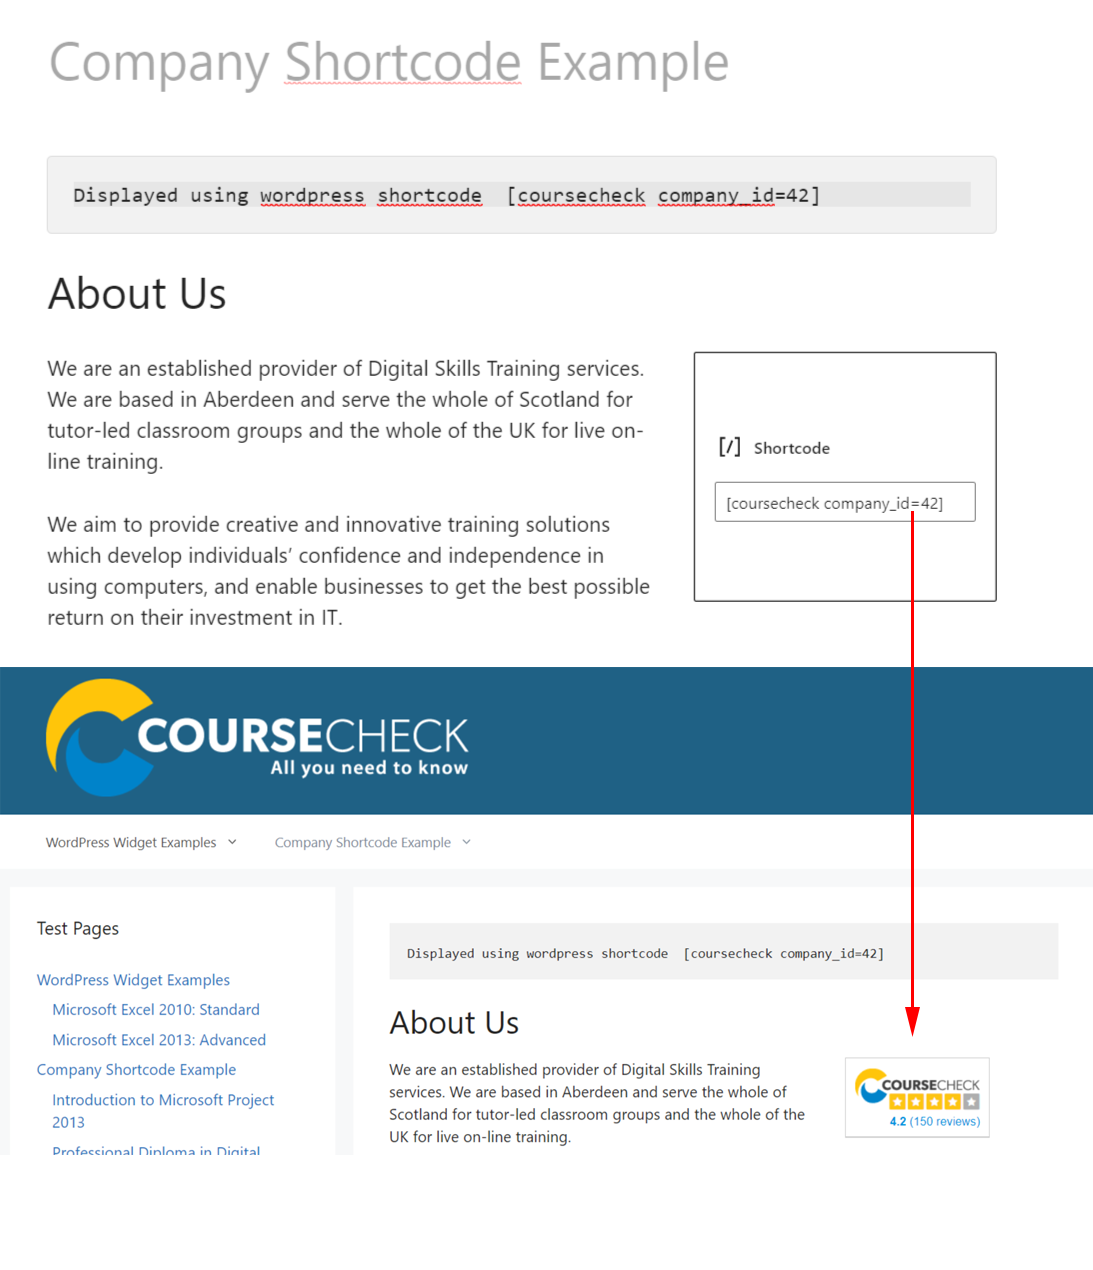 Company Shortcode Example
Displayed using wordpress shortcode  [coursecheck company_id=42]
About Us
We are an established provider of Digital Skills Training services.
We are based in Aberdeen and serve the whole of Scotland for
tutor-led classroom groups and the whole of the UK for live on-
line training.
We aim to provide creative and innovative training solutions
which develop individuals’ confidence and independence in
using computers, and enable businesses to get the best possible
return on their investment in IT.
[/] Shortcode
[coursecheck company_id=42]
COURSECHECK
All you need to know
WordPress Widget Examples
Company Shortcode Example
Test Pages
WordPress Widget Examples
Microsoft Excel 2010: Standard
Microsoft Excel 2013: Advanced
Company Shortcode Example
Introduction to Microsoft Project
2013
Professional Diploma in Digital
Displayed using wordpress shortcode  [coursecheck company_id=42]
About Us
We are an established provider of Digital Skills Training
services. We are based in Aberdeen and serve the whole of
Scotland for tutor-led classroom groups and the whole of the
UK for live on-line training.
COURSECHECK
4.2 (150 reviews)